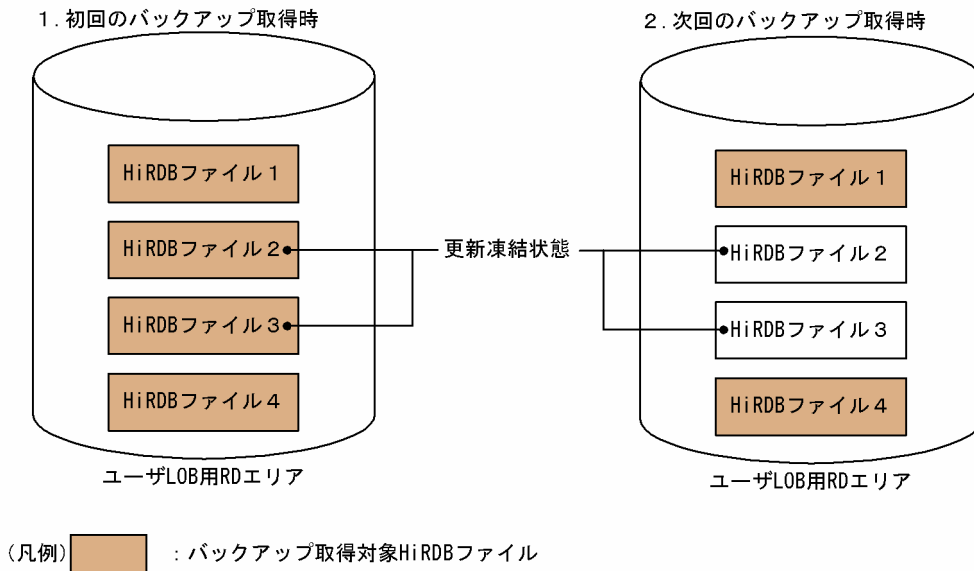 1.初回のバックアップ取得時
HiRDBファイル1
HiRDBファイル2
HiRDBファイル3
HiRDBファイル4
ユーザLOB用RDエリア
更新凍結状態
2.次回のバックアップ取得時
HiRDBファイル1
HiRDBファイル2
HiRDBファイル3
HiRDBファイル4
ユーザLOB用RDエリア
(凡例) :バックアップ取得対象HiRDBファイル